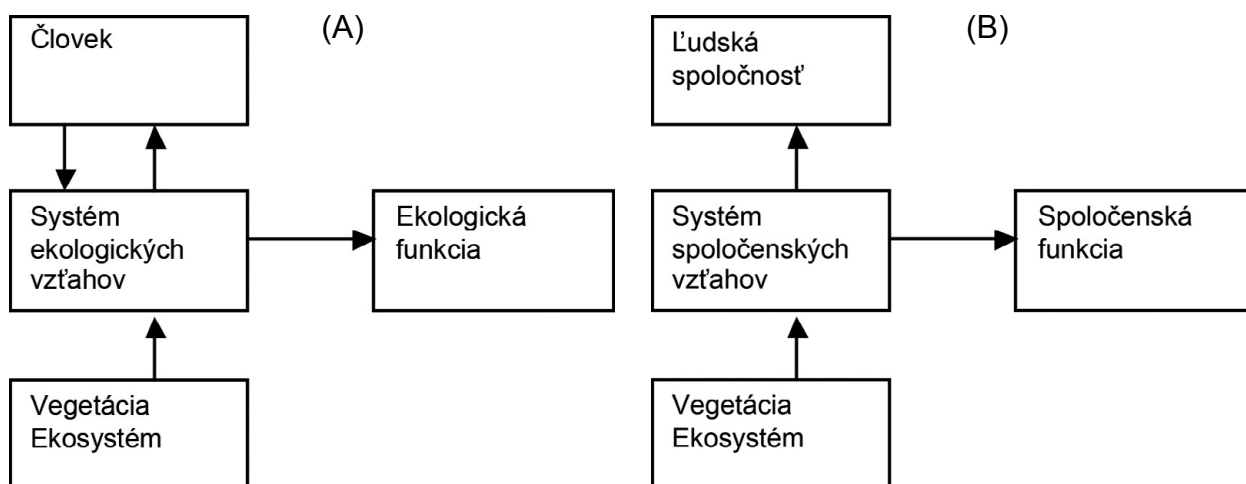 (A)
Človek
Systém
ekologických
vzťahov
Ekologická
funkcia
Vegetácia
Ekosystém
(B)
Ľudská
spoločnosť
Systém
spoločenských
vzťahov
Spoločenská
funkcia
Vegetácia
Ekosystém